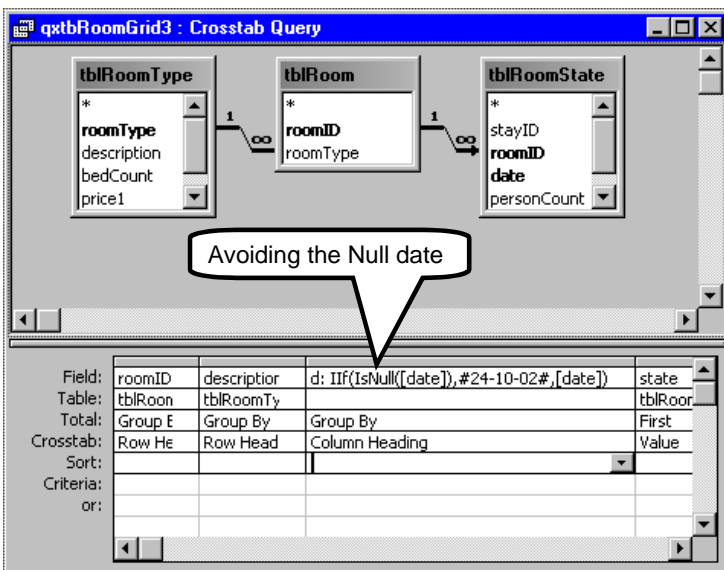 qxtbRoomGrid3 : Crosstab Query
tblRoomType
*
roomType
description
bedCount
price1
1
∞
tblRoom
*
roomID
roomType
1
∞
tblRoomState
*
stayID
roomID
date
personCount
Avoiding the Null date
Field: roomID descriptior d: IIf(IsNull([date]),#24-10-02#,[date]) state
Table: tblRoon tblRoomTy tblRoor
Total: Group E Group By Group By First
Crosstab: Row He Row Head Column Heading Value
Sort:
Criteria:
or: